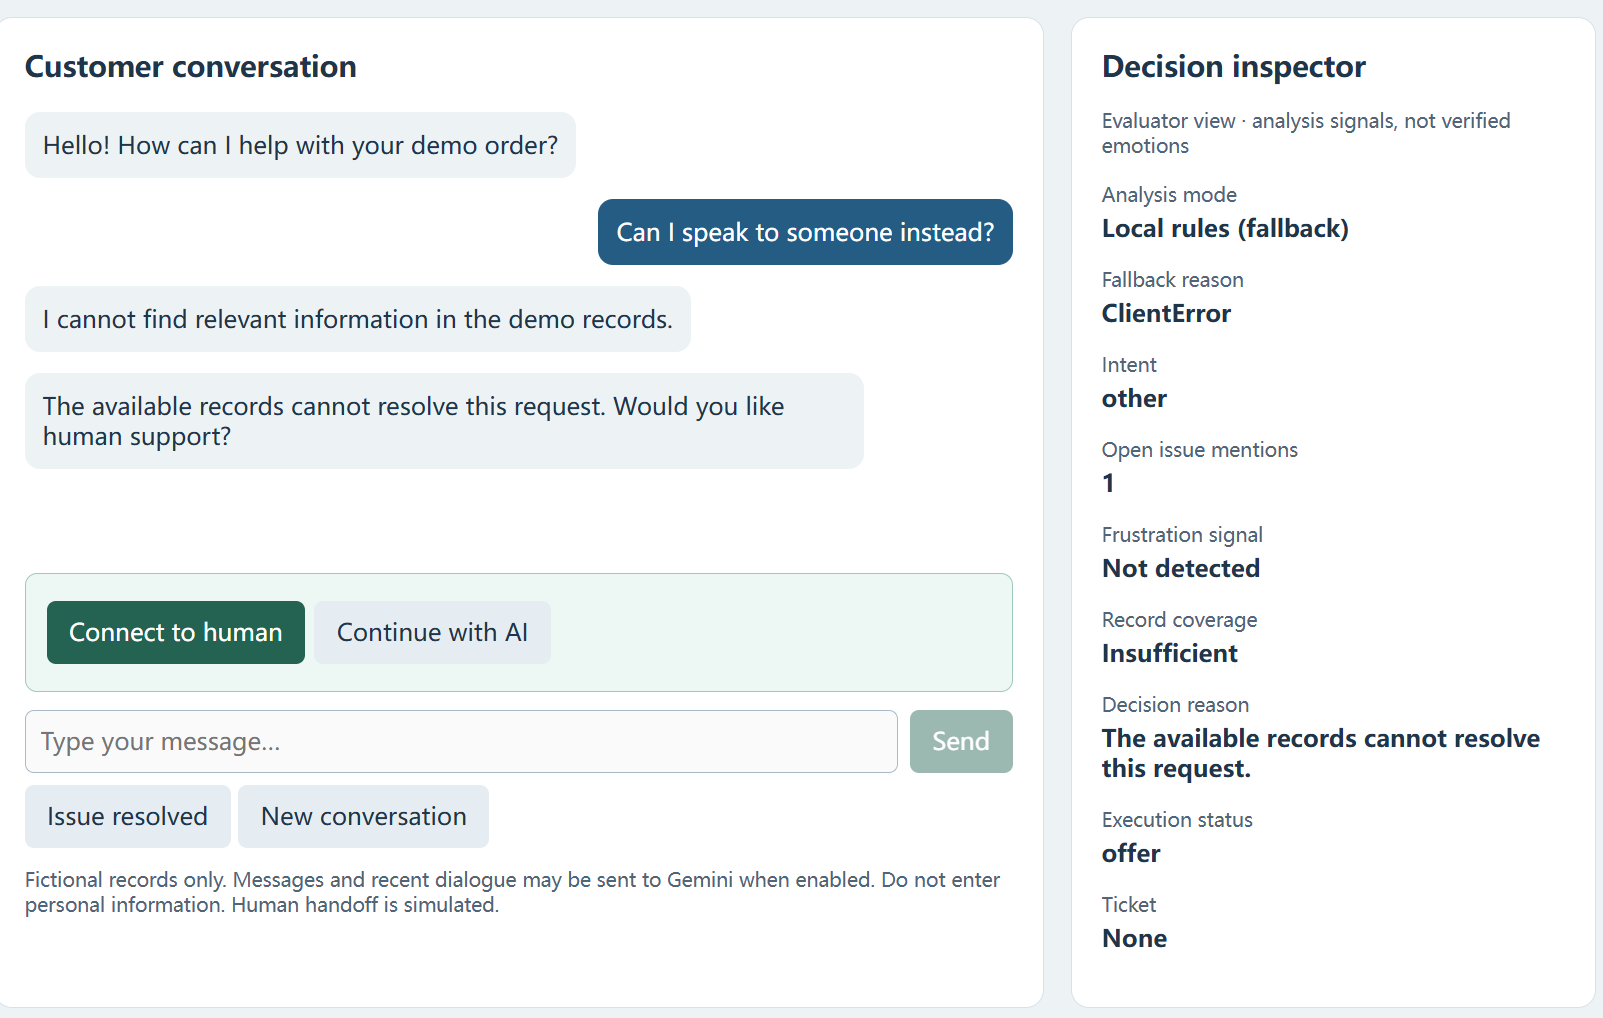 Customer conversation
Hello! How can I help with your demo order?
Can I speak to someone instead?
I cannot find relevant information in the demo records.
The available records cannot resolve this request. Would you like
human support?
Connect to human
Continue with AI
Type your message...
Send
Issue resolved
New conversation
Fictional records only. Messages and recent dialogue may be sent to Gemini when enabled. Do not enter
personal information. Human handoff is simulated.
Decision inspector
Evaluator view · analysis signals, not verified
emotions
Analysis mode
Local rules (fallback)
Fallback reason
ClientError
Intent
other
Open issue mentions
1
Frustration signal
Not detected
Record coverage
Insufficient
Decision reason
The available records cannot resolve
this request.
Execution status
offer
Ticket
None